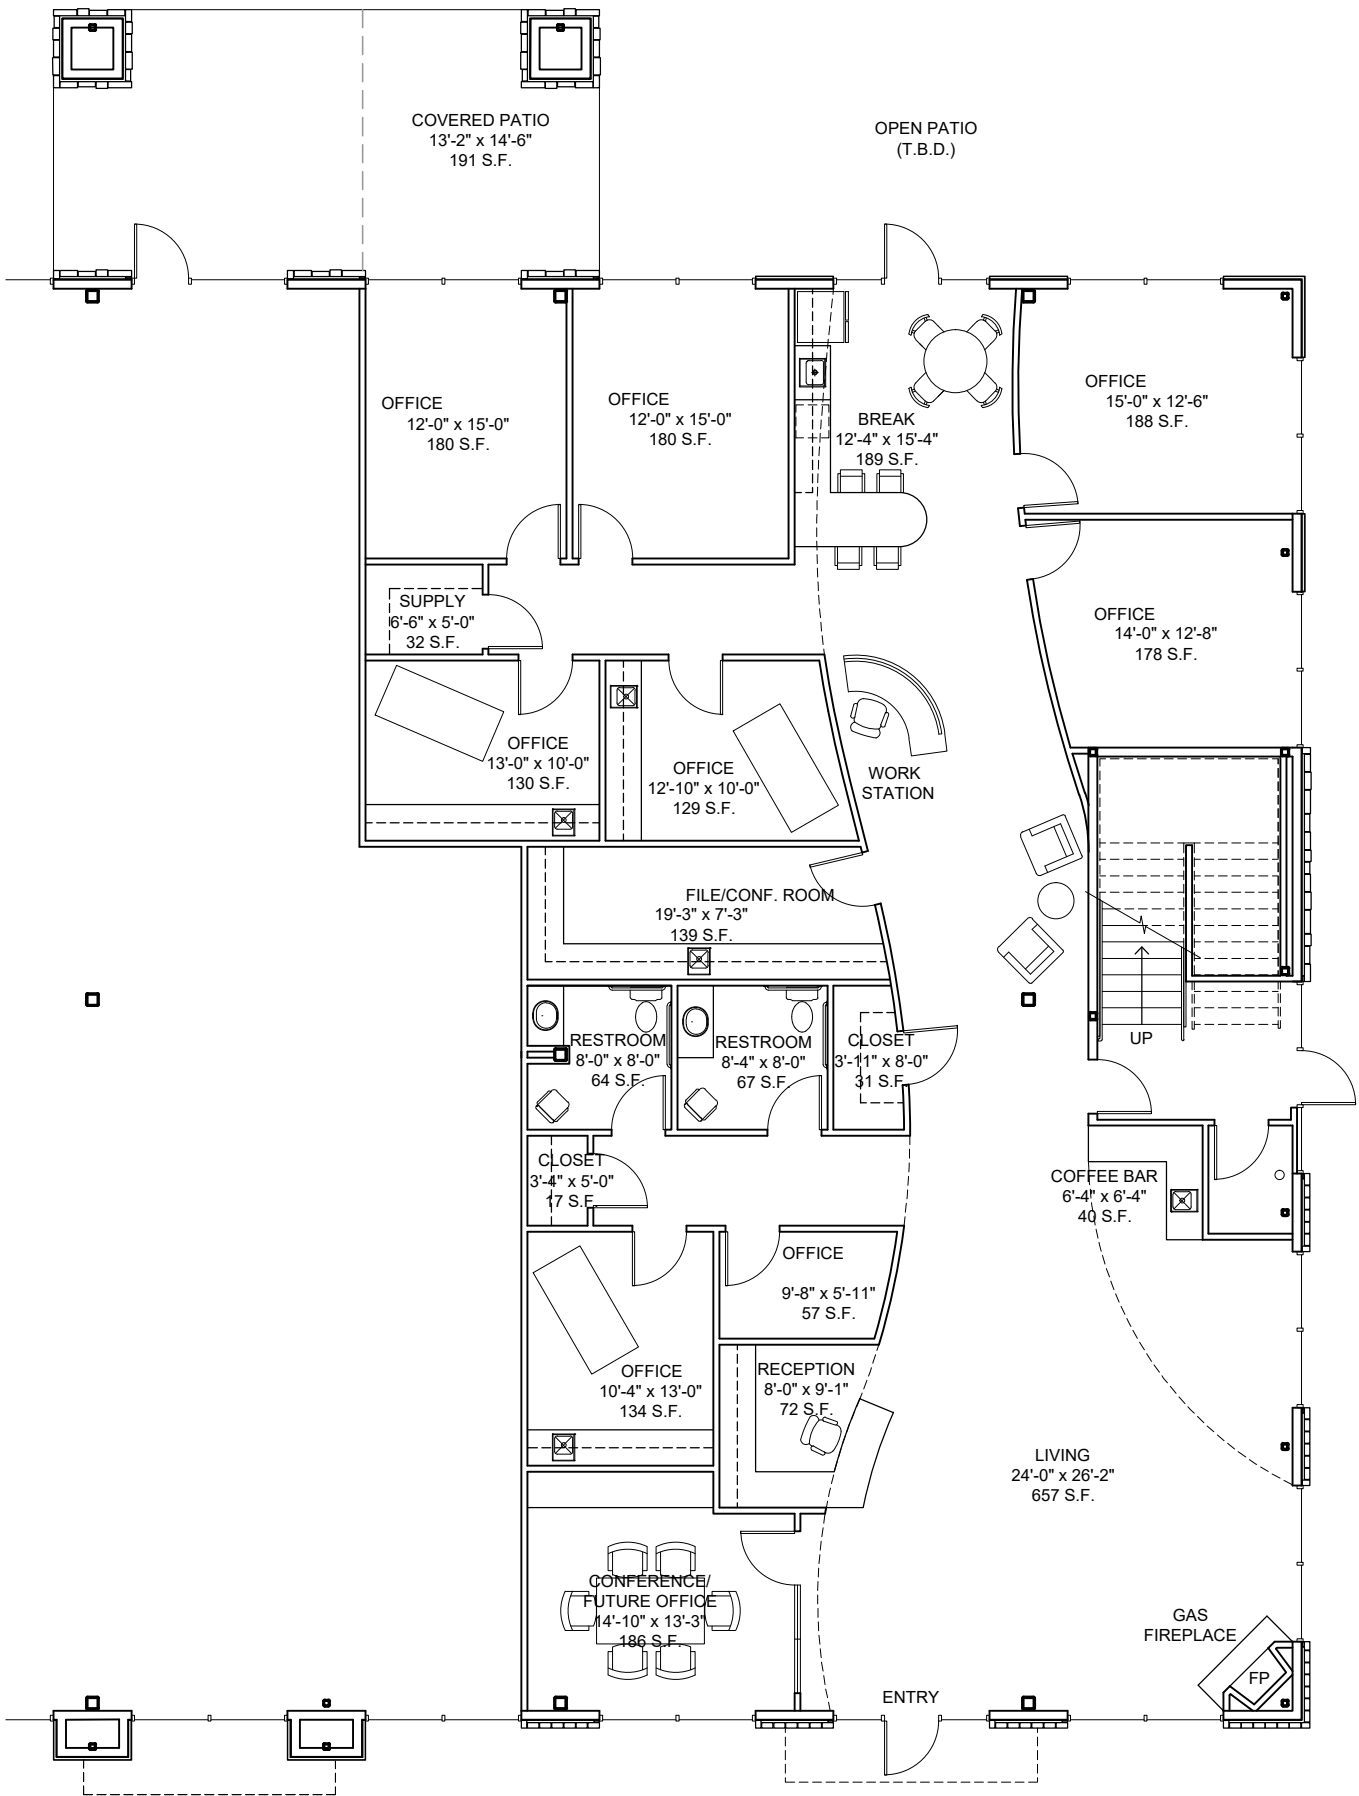 COVERED PATIO
13'-2" x 14'-6"
191 S.F.
OPEN PATIO
(T.B.D.)
OFFICE
12'-0" x 15'-0"
180 S.F.
OFFICE
12'-0" x 15'-0"
180 S.F.
BREAK
12'-4" x 15'-4"
189 S.F.
OFFICE
15'-0" x 12'-6"
188 S.F.
SUPPLY
6'-6" x 5'-0"
32 S.F.
OFFICE
14'-0" x 12'-8"
178 S.F.
OFFICE
13'-0" x 10'-0"
130 S.F.
OFFICE
12'-10" x 10'-0"
129 S.F.
WORK
STATION
FILE/CONF. ROOM
19'-3" x 7'-3"
139 S.F.
RESTROOM
8'-0" x 8'-0"
64 S.F.
RESTROOM
8'-4" x 8'-0"
67 S.F.
CLOSET
3'-11" x 8'-0"
31 S.F.
UP
CLOSET
3'-4" x 5'-0"
17 S.F.
COFFEE BAR
6'-4" x 6'-4"
40 S.F.
OFFICE
9'-8" x 5'-11"
57 S.F.
OFFICE
10'-4" x 13'-0"
134 S.F.
RECEPTION
8'-0" x 9'-1"
72 S.F.
LIVING
24'-0" x 26'-2"
657 S.F.
CONFERENCE/
FUTURE OFFICE
14'-10" x 13'-3"
186 S.F.
GAS
FIREPLACE
FP
ENTRY